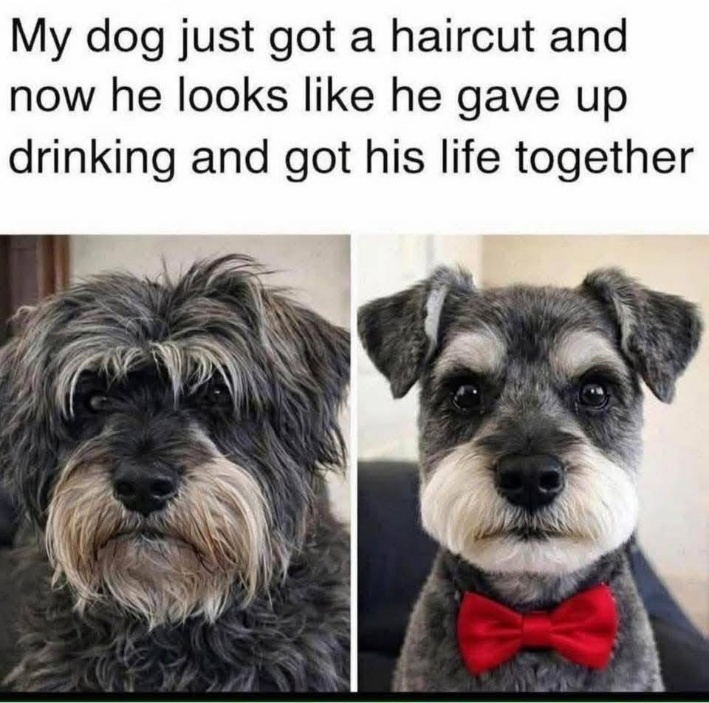 My dog just got a haircut and
now he looks like he gave up
drinking and got his life together